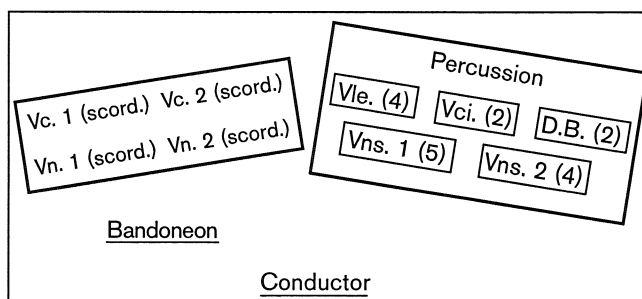 Vc. 1 (scord.) Vc. 2 (scord.)
Vn. 1 (scord.) Vn. 2 (scord.)
Percussion
Vle. (4) Vci. (2) D.B. (2)
Vns. 1 (5) Vns. 2 (4)
Bandoneon
Conductor